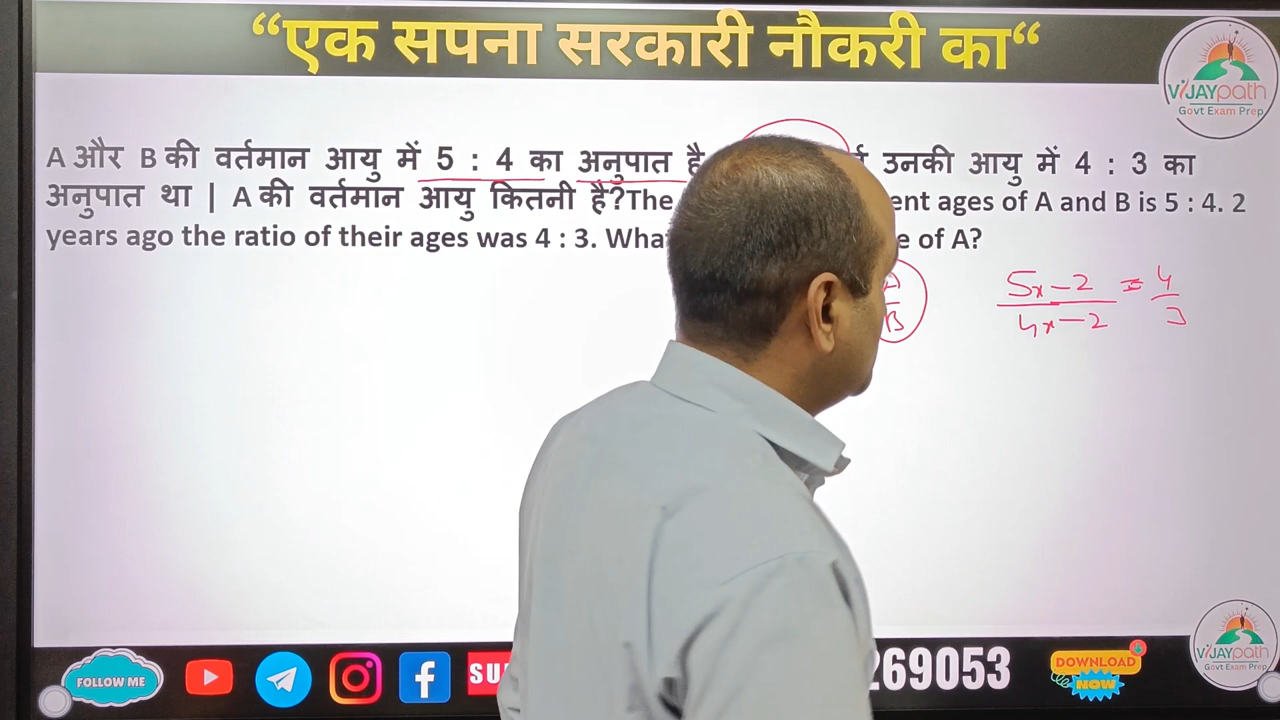 “एक सपना सरकारी नौकरी का“
VIJAYpath
Govt Exam Prep
A और B की वर्तमान आयु में 5 : 4 का अनुपात है उनकी आयु में 4 : 3 का
अनुपात था | A की वर्तमान आयु कितनी है?The ages of A and B is 5 : 4. 2
years ago the ratio of their ages was 4 : 3. of A?
A
B
5x-2 = 4
4x-2 3
FOLLOW ME
f
269053
DOWNLOAD
NOW
VIJAYpath
Govt Exam Prep